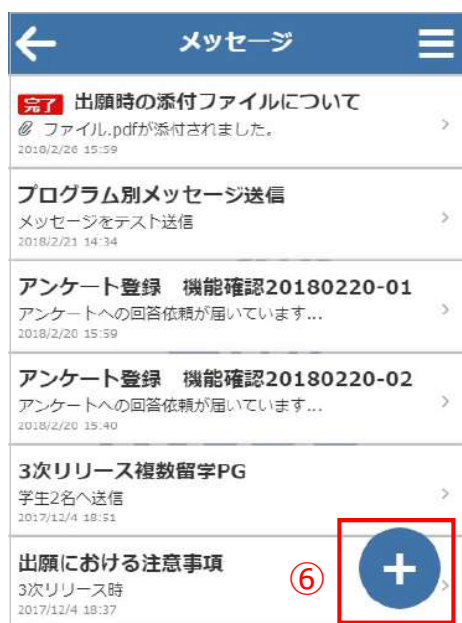 メッセージ
完了 出願時の添付ファイルについて
ファイル.pdfが添付されました。
2018/2/26 15:59
プログラム別メッセージ送信
メッセージをテスト送信
2018/2/21 14:34
アンケート登録 機能確認20180220-01
アンケートへの回答依頼が届いています...
2018/2/20 15:59
アンケート登録 機能確認20180220-02
アンケートへの回答依頼が届いています...
2018/2/20 15:40
3次リリース複数留学PG
学生2名へ送信
2017/12/4 18:51
出願における注意事項
3次リリース時
2017/12/4 18:37
⑥
+